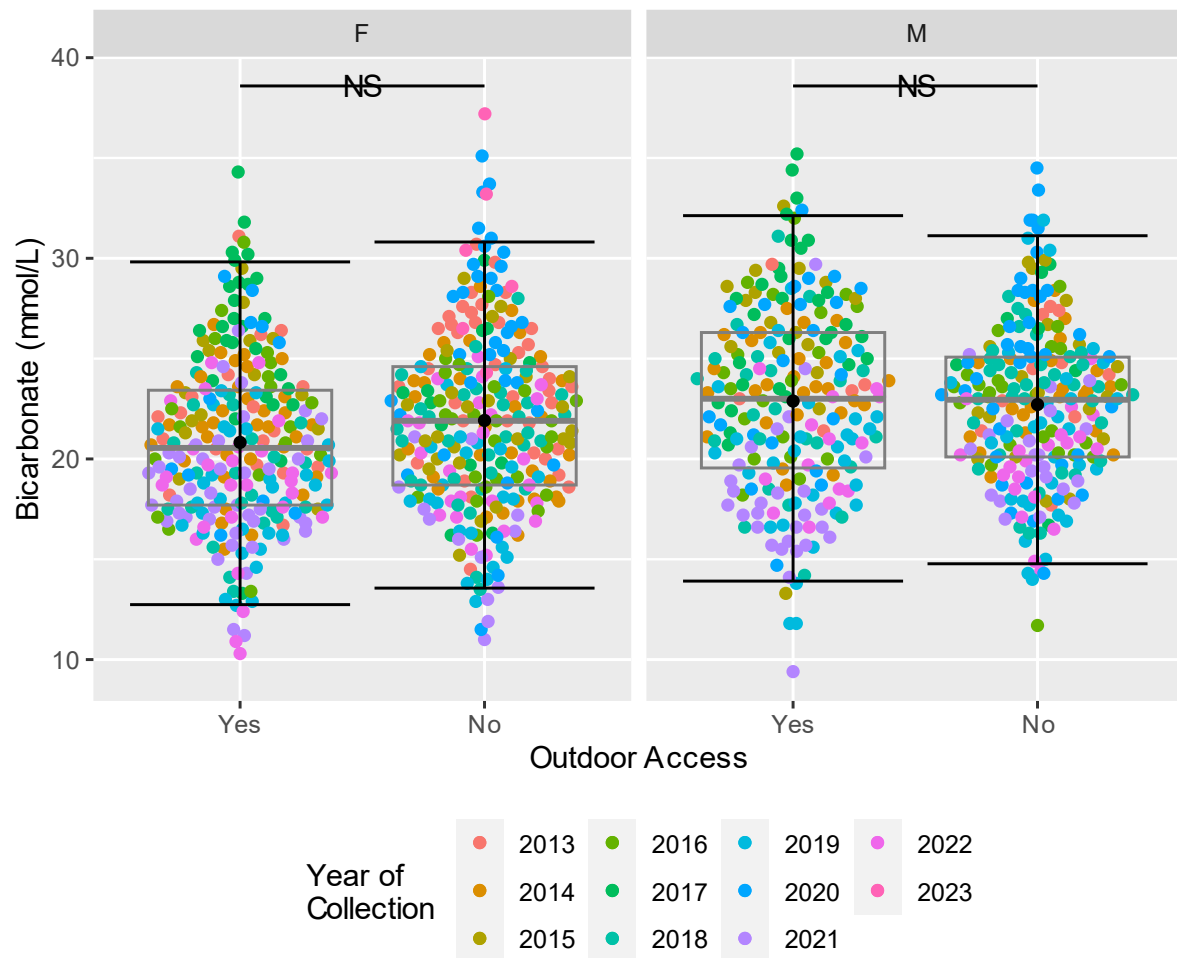 F
M
40
NS
NS
30
20
10
Bicarbonate (mmol/L)
Yes
No
Yes
No
Outdoor Access
Year of
Collection
2013
2016
2019
2022
2014
2017
2020
2023
2015
2018
2021